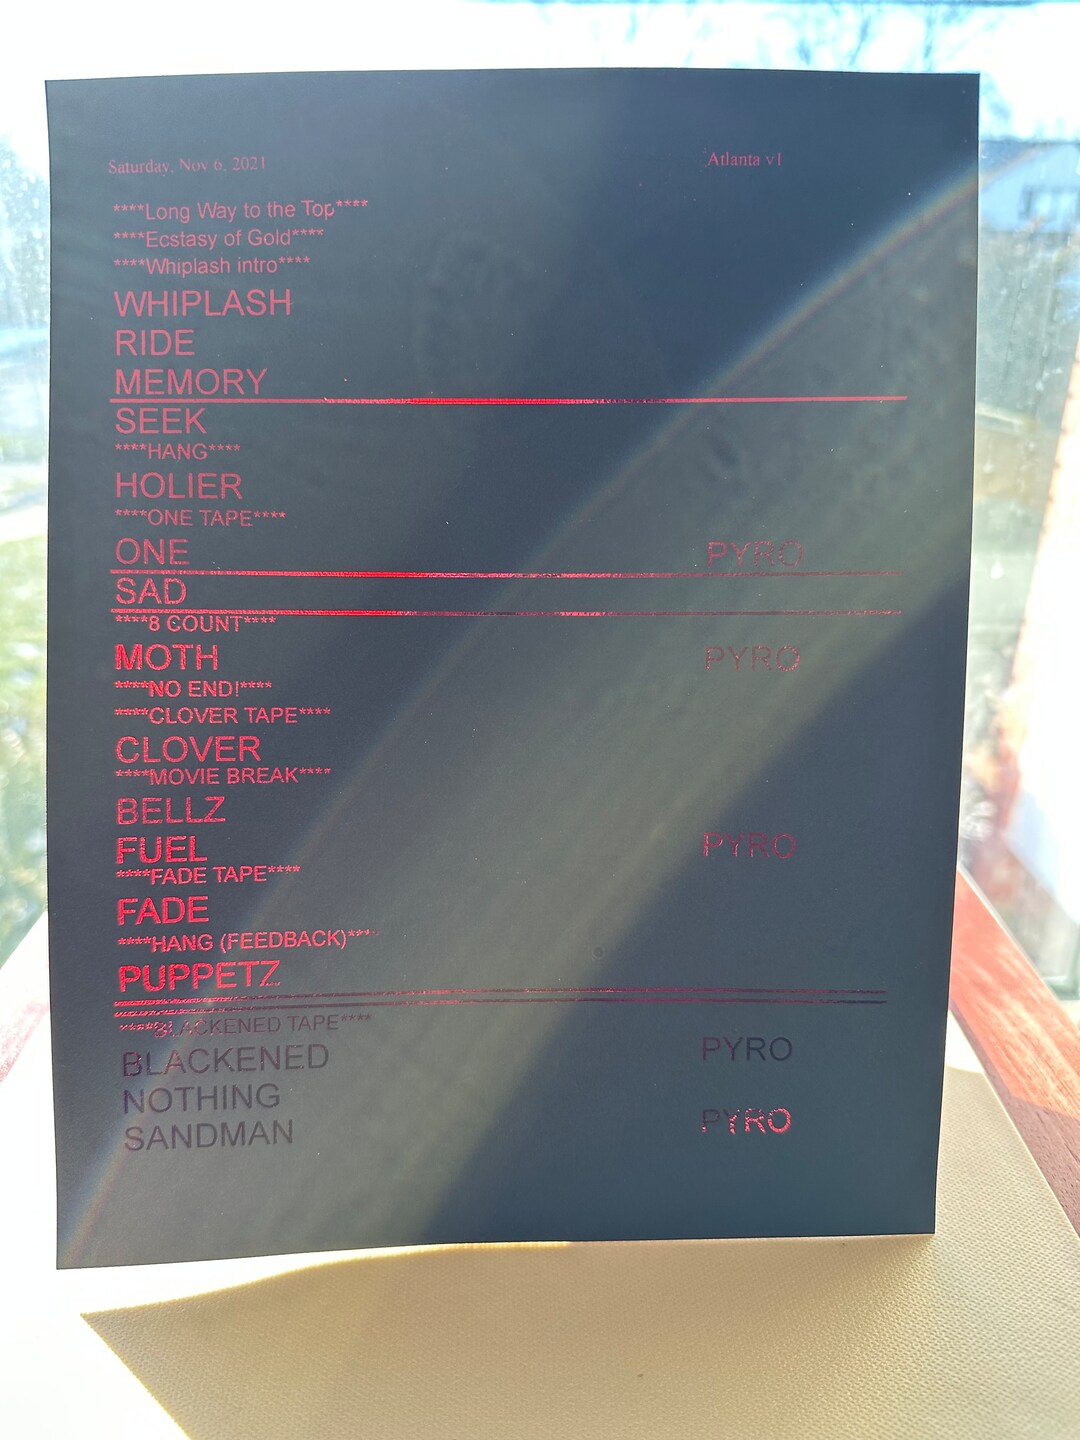 Saturday, Nov 6, 2021 Atlanta v1
****Long Way to the Top****
****Ecstasy of Gold****
****Whiplash intro****
WHIPLASH
RIDE
MEMORY
SEEK
****HANG****
HOLIER
****ONE TAPE****
ONE PYRO
SAD
****8 COUNT****
MOTH PYRO
****NO END!****
****CLOVER TAPE****
CLOVER
****MOVIE BREAK****
BELLZ
FUEL PYRO
****FADE TAPE****
FADE
****HANG (FEEDBACK)****
PUPPETZ
****BLACKENED TAPE****
BLACKENED PYRO
NOTHING
SANDMAN PYRO